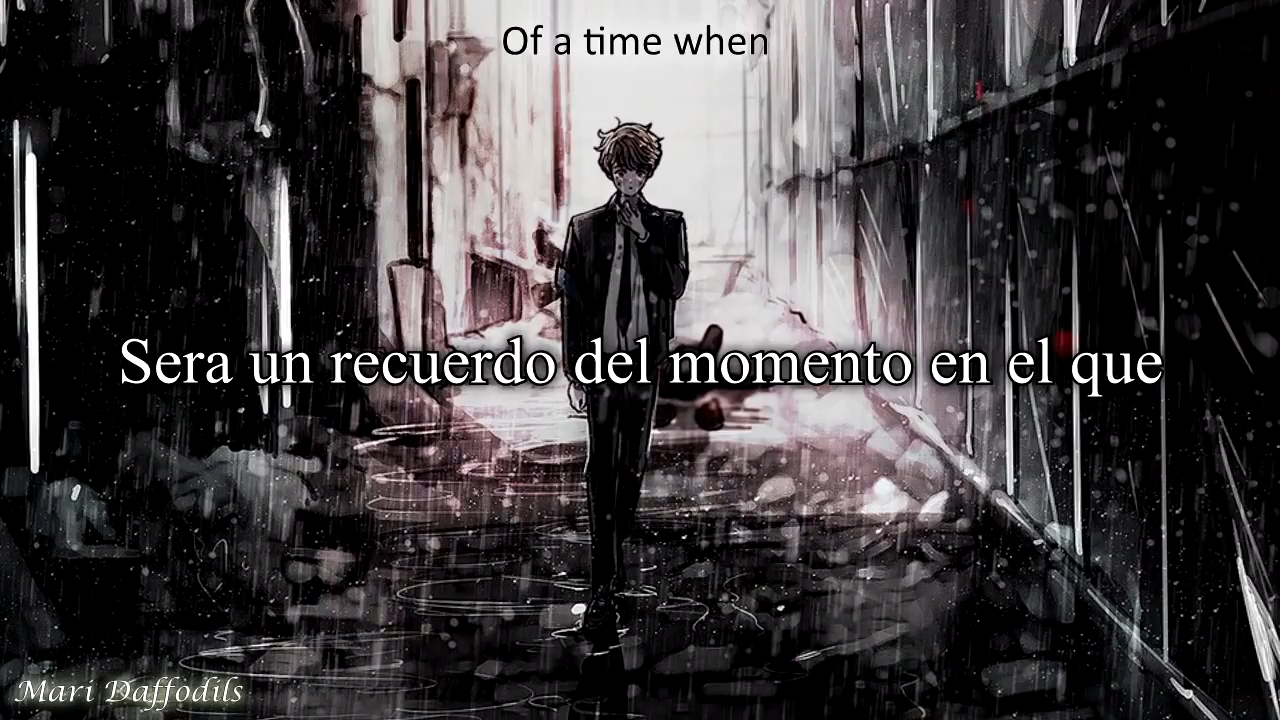 Of a time when
Sera un recuerdo del momento en el que
Mari Daffodils